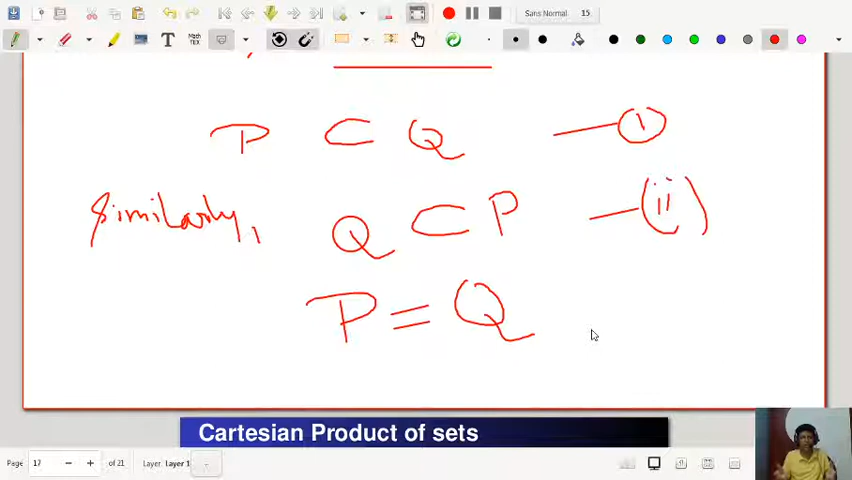 Sans Normal 15
P ⊂ Q —(i)
Similarly, Q ⊂ P —(ii)
P = Q
Cartesian Product of sets
Page 17 of 21 Layer: layer 1